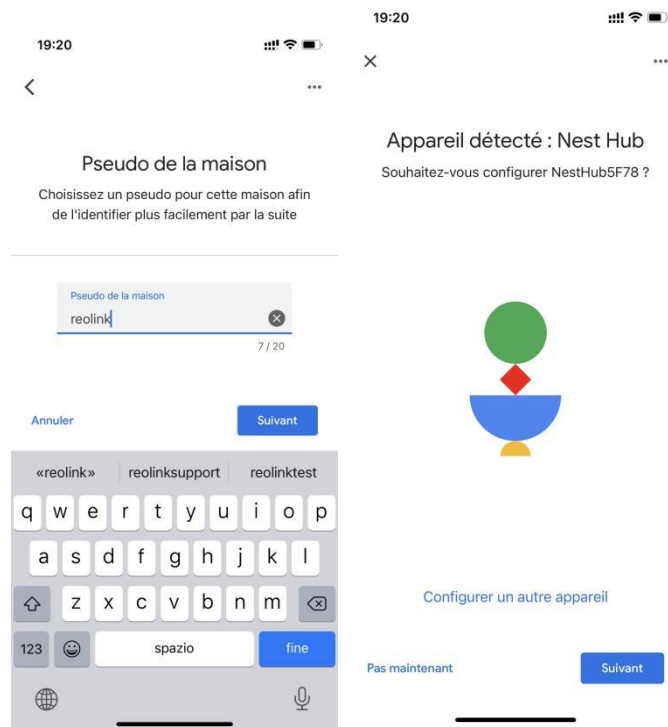 19:20
Pseudo de la maison
Choisissez un pseudo pour cette maison afin
de l'identifier plus facilement par la suite
Pseudo de la maison
reolink
7 / 20
Annuler
Suivant
«reolink» reolinksupport reolinktest
q w e r t y u i o p
a s d f g h j k l
z x c v b n m
123 spazio fine
19:20
Appareil détecté : Nest Hub
Souhaitez-vous configurer NestHub5F78 ?
Configurer un autre appareil
Pas maintenant
Suivant